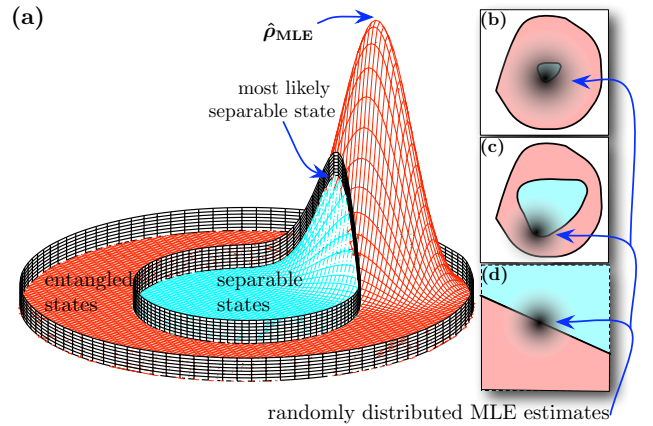 (a)
ρ̂MLE
most likely
separable state
entangled
states
separable
states
(b)
(c)
(d)
randomly distributed MLE estimates